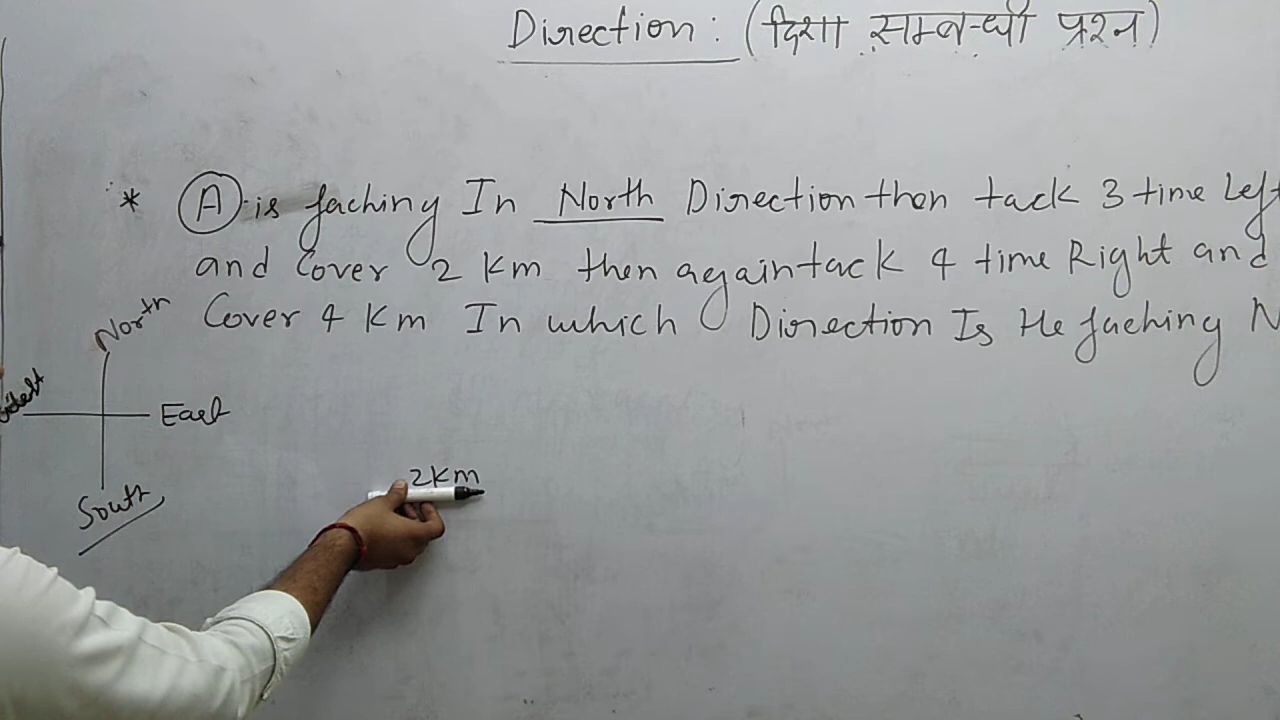 Direction : (दिशा सम्बन्धी प्रश्न)
* A is faching In North Direction then tack 3 time Left
and Cover 2 Km then again tack 4 time Right and
Cover 4 Km In which Direction Is He faching N
North
East
South
2Km